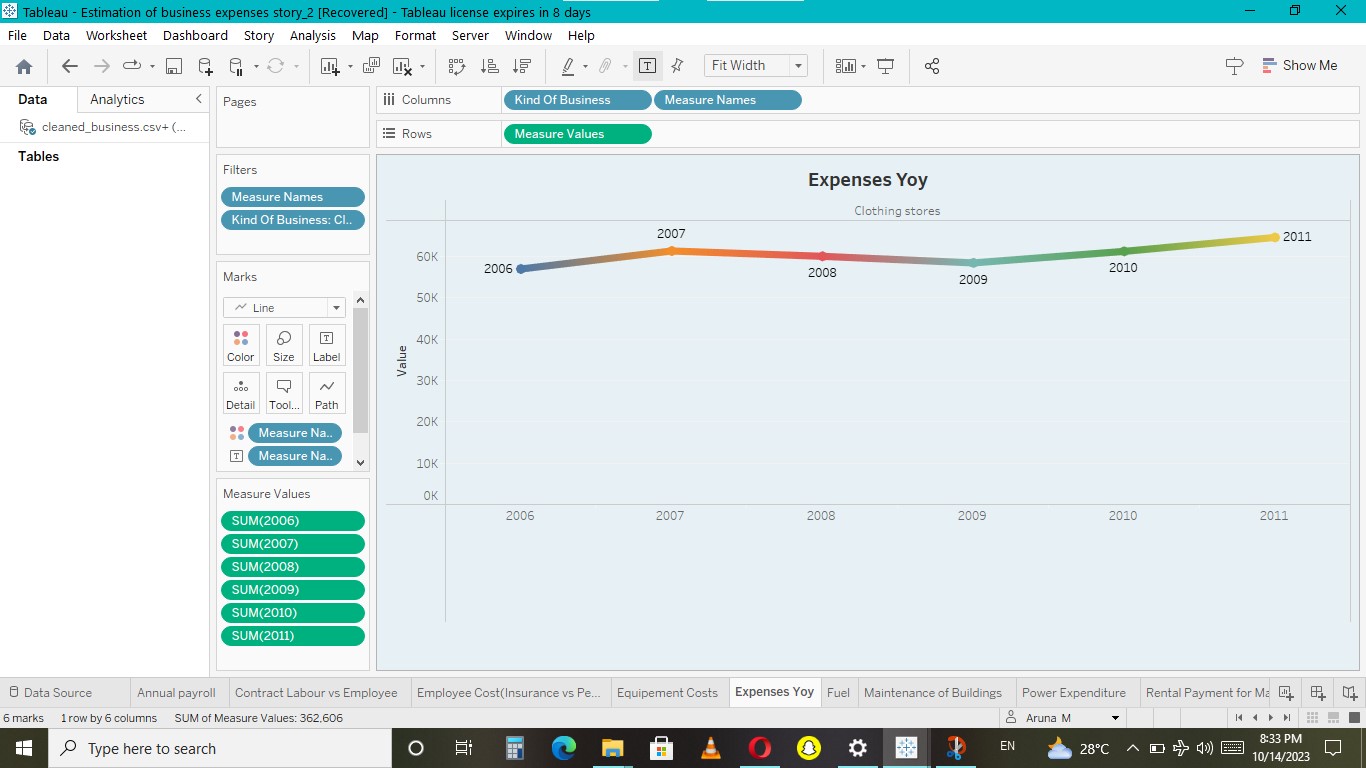 Tableau - Estimation of business expenses story_2 [Recovered] - Tableau license expires in 8 days
File Data Worksheet Dashboard Story Analysis Map Format Server Window Help
Fit Width
Show Me
Data
Analytics
cleaned_business.csv+ (...
Tables
Pages
Filters
Measure Names
Kind Of Business: Cl..
Marks
Line
Color
Size
Label
Detail
Tool...
Path
Measure Na..
Measure Na..
Measure Values
SUM(2006)
SUM(2007)
SUM(2008)
SUM(2009)
SUM(2010)
SUM(2011)
Columns
Kind Of Business
Measure Names
Rows
Measure Values
Expenses Yoy
Clothing stores
2006
2007
2008
2009
2010
2011
Value
60K
50K
40K
30K
20K
10K
0K
2006 2007 2008 2009 2010 2011
Data Source
Annual payroll
Contract Labour vs Employee
Employee Cost(Insurance vs Pe...
Equipement Costs
Expenses Yoy
Fuel
Maintenance of Buildings
Power Expenditure
Rental Payment for Ma
6 marks
1 row by 6 columns
SUM of Measure Values: 362,606
Aruna M
Type here to search
EN
28°C
8:33 PM
10/14/2023